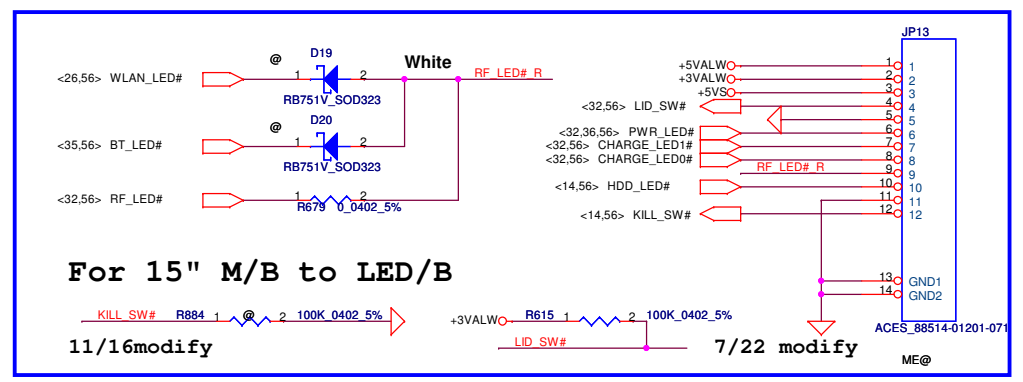 JP13
@ D19
White
<26,56> WLAN_LED# 1 2 RF_LED#_R
RB751V_SOD323
@ D20
<35,56> BT_LED# 1 2
RB751V_SOD323
<32,56> RF_LED# 1 2
R679 0_0402_5%
+5VALW 1 1
+3VALW 2 2
+5VS 3 3
<32,56> LID_SW# 4 4
5 5
<32,36,56> PWR_LED# 6 6
<32,56> CHARGE_LED1# 7 7
<32,56> CHARGE_LED0# 8 8
RF_LED#_R 9 9
<14,56> HDD_LED# 10 10
11 11
<14,56> KILL_SW# 12 12
13 GND1
14 GND2
For 15" M/B to LED/B
KILL_SW# R884 1 @ 2 100K_0402_5%
11/16modify
+3VALW R615 1 2 100K_0402_5%
LID_SW#
7/22 modify
ACES_88514-01201-071
ME@